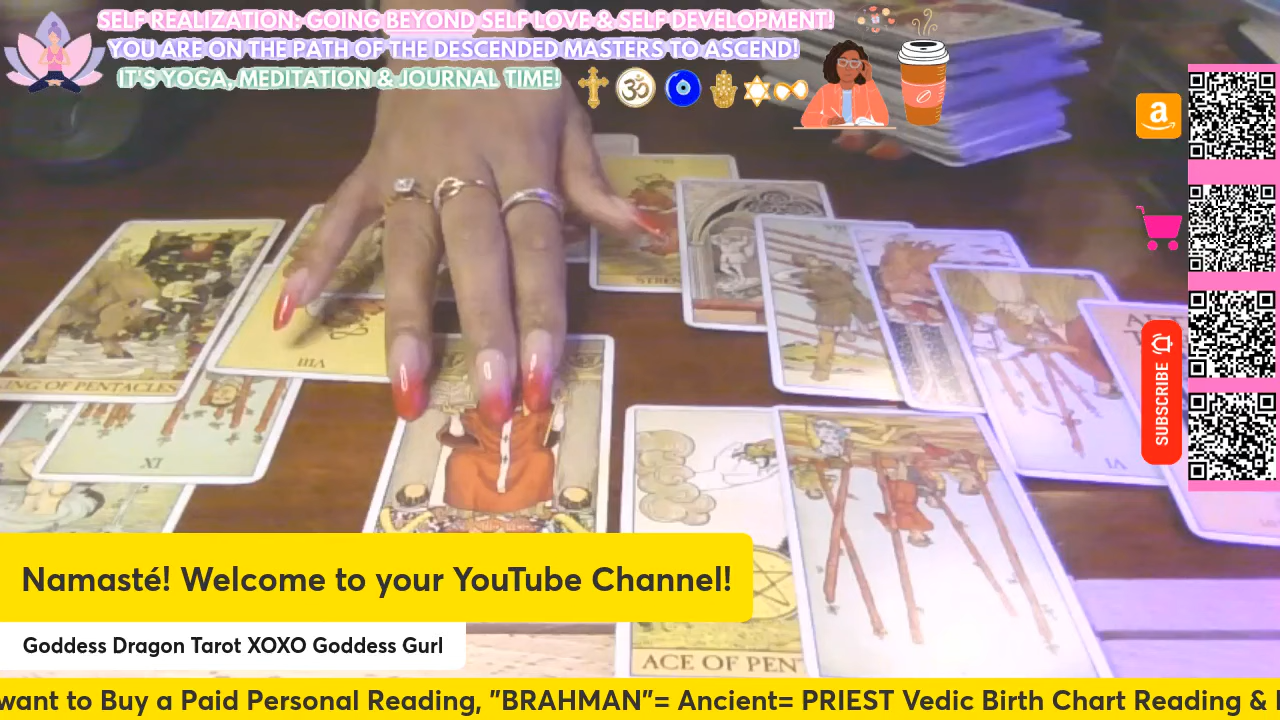 SELF REALIZATION: GOING BEYOND SELF LOVE & SELF DEVELOPMENT!
YOU ARE ON THE PATH OF THE DESCENDED MASTERS TO ASCEND!
IT'S YOGA, MEDITATION & JOURNAL TIME!
a
SUBSCRIBE
VIII
KING OF PENTACLES
XI
VI
ACE OF PEN
Namasté! Welcome to your YouTube Channel!
Goddess Dragon Tarot XOXO Goddess Gurl
want to Buy a Paid Personal Reading, "BRAHMAN"= Ancient= PRIEST Vedic Birth Chart Reading &